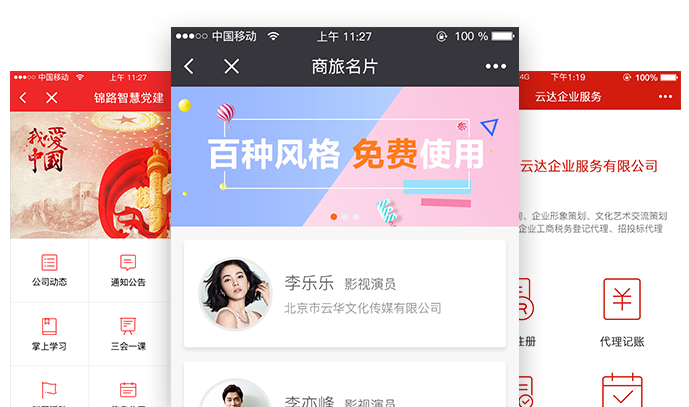 中国移动
上午 11:27
锦路智慧党建
我爱
中国
公司动态
通知公告
掌上学习
三会一课
中国移动
上午 11:27
100 %
商旅名片
百种风格 免费使用
李乐乐 影视演员
北京市云华文化传媒有限公司
李亦峰 影视演员
4G
下午1:19
100%
云达企业服务
云达企业服务有限公司
、企业形象策划、文化艺术交流策划
企业工商税务登记代理、招投标代理
注册
代理记账